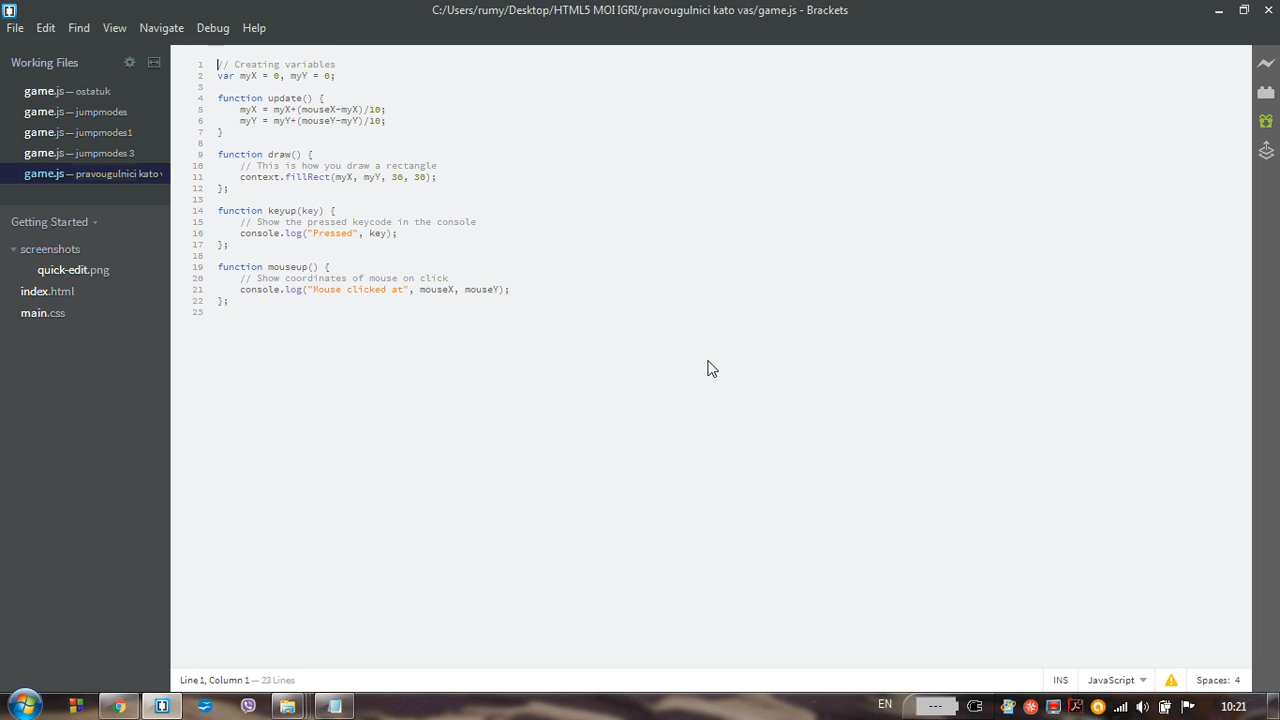 C:/Users/rumy/Desktop/HTML5 MOI IGRI/pravougulnici kato vas/game.js - Brackets
File Edit Find View Navigate Debug Help
Working Files
game.js — ostatuk
game.js — jumpmodes
game.js — jumpmodes1
game.js — jumpmodes 3
game.js — pravougulnici kato v
Getting Started
screenshots
quick-edit.png
index.html
main.css
1 // Creating variables
2 var myX = 0, myY = 0;
3
4 function update() {
5 myX = myX+(mouseX-myX)/10;
6 myY = myY+(mouseY-myY)/10;
7 }
8
9 function draw() {
10 // This is how you draw a rectangle
11 context.fillRect(myX, myY, 30, 30);
12 };
13
14 function keyup(key) {
15 // Show the pressed keycode in the console
16 console.log("Pressed", key);
17 };
18
19 function mouseup() {
20 // Show coordinates of mouse on click
21 console.log("Mouse clicked at", mouseX, mouseY);
22 };
23
Line 1, Column 1 — 23 Lines
INS JavaScript Spaces: 4
EN --- 10:21